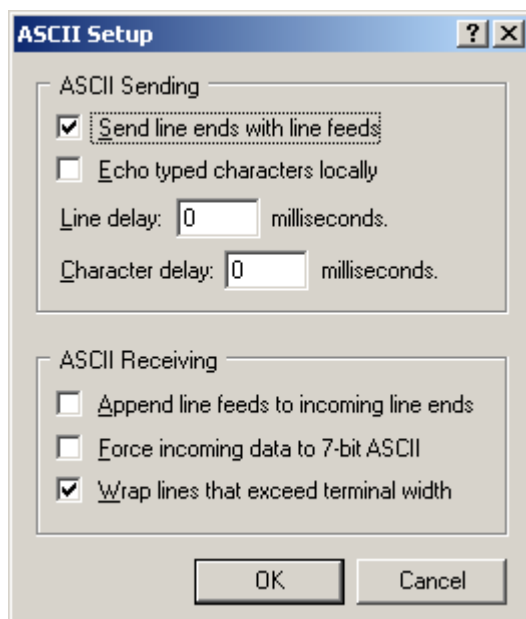 ASCII Setup ?
ASCII Sending
Send line ends with line feeds
Echo typed characters locally
Line delay: 0 milliseconds.
Character delay: 0 milliseconds.
ASCII Receiving
Append line feeds to incoming line ends
Force incoming data to 7-bit ASCII
Wrap lines that exceed terminal width
OK Cancel